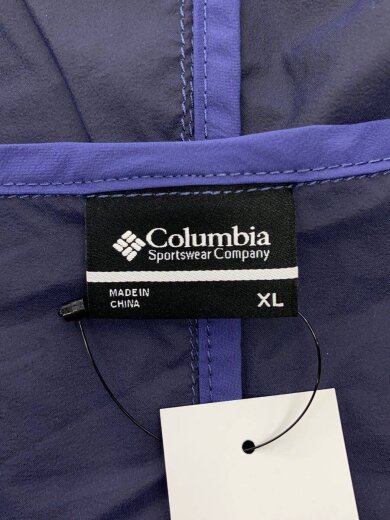 Columbia
Sportswear Company
MADE IN
CHINA
XL